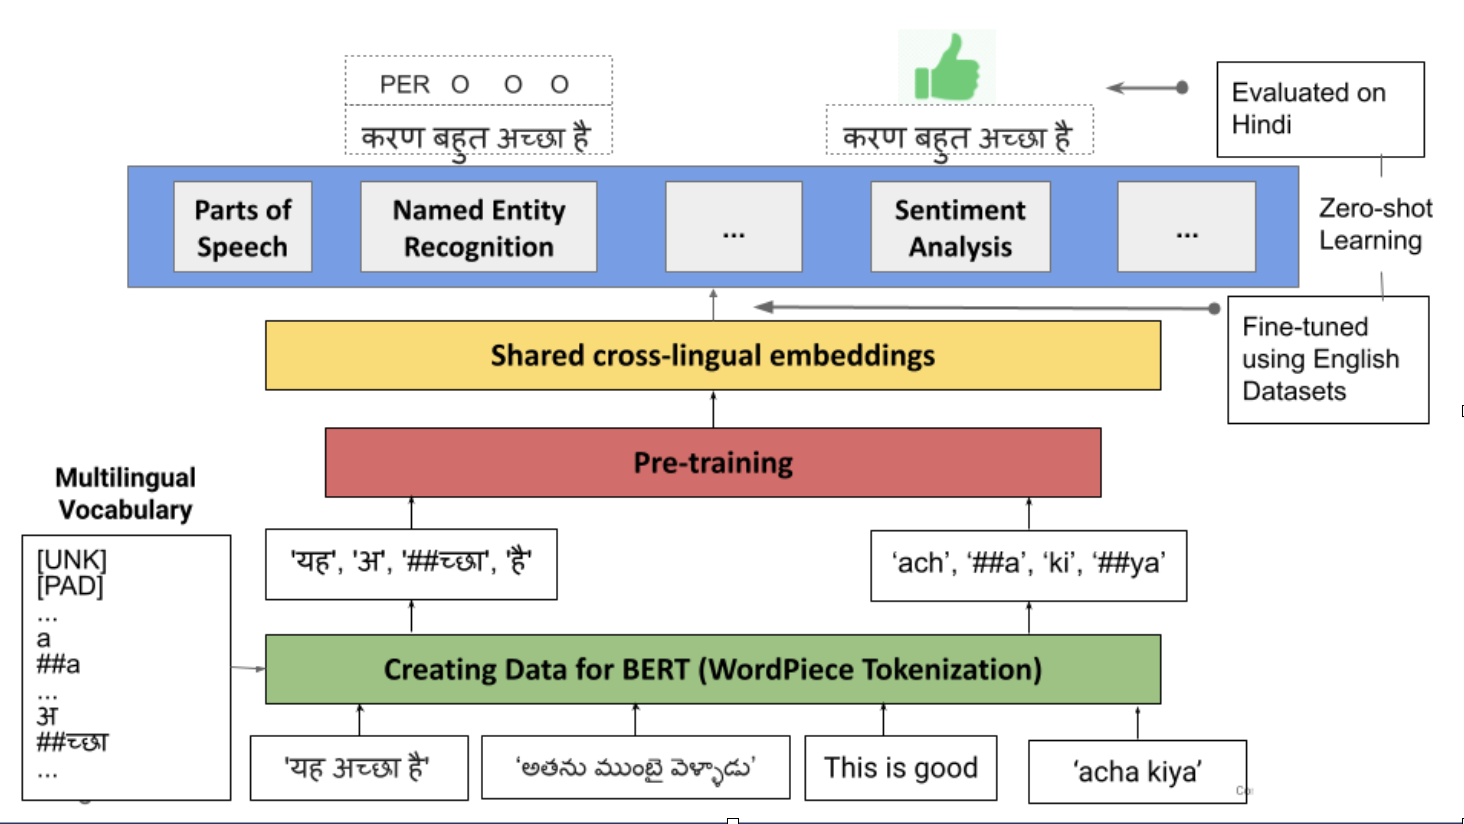 PER O O O
करण बहुत अच्छा है
करण बहुत अच्छा है
Evaluated on
Hindi
Parts of
Speech
Named Entity
Recognition
...
Sentiment
Analysis
...
Zero-shot
Learning
Fine-tuned
using English
Datasets
Shared cross-lingual embeddings
Pre-training
Multilingual
Vocabulary
[UNK]
[PAD]
...
a
##a
...
अ
##च्छा
...
'यह', 'अ', '##च्छा', 'है'
‘ach’, ‘##a’, ‘ki’, ‘##ya’
Creating Data for BERT (WordPiece Tokenization)
'यह अच्छा है'
‘అతను ముంబై వెళ్ళాడు’
This is good
‘acha kiya’